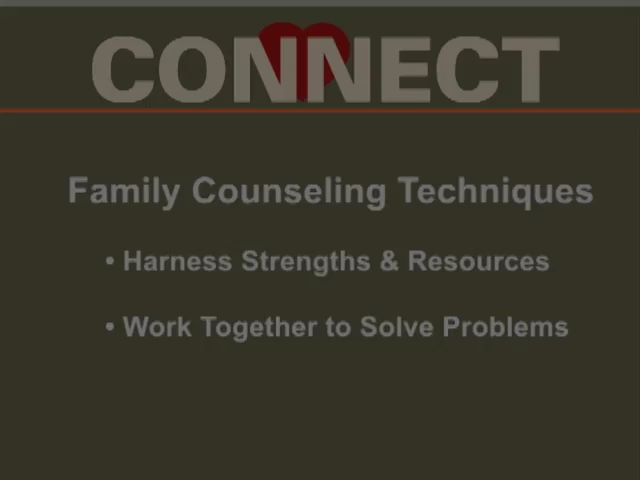 CONNECT
Family Counseling Techniques
• Harness Strengths & Resources
• Work Together to Solve Problems